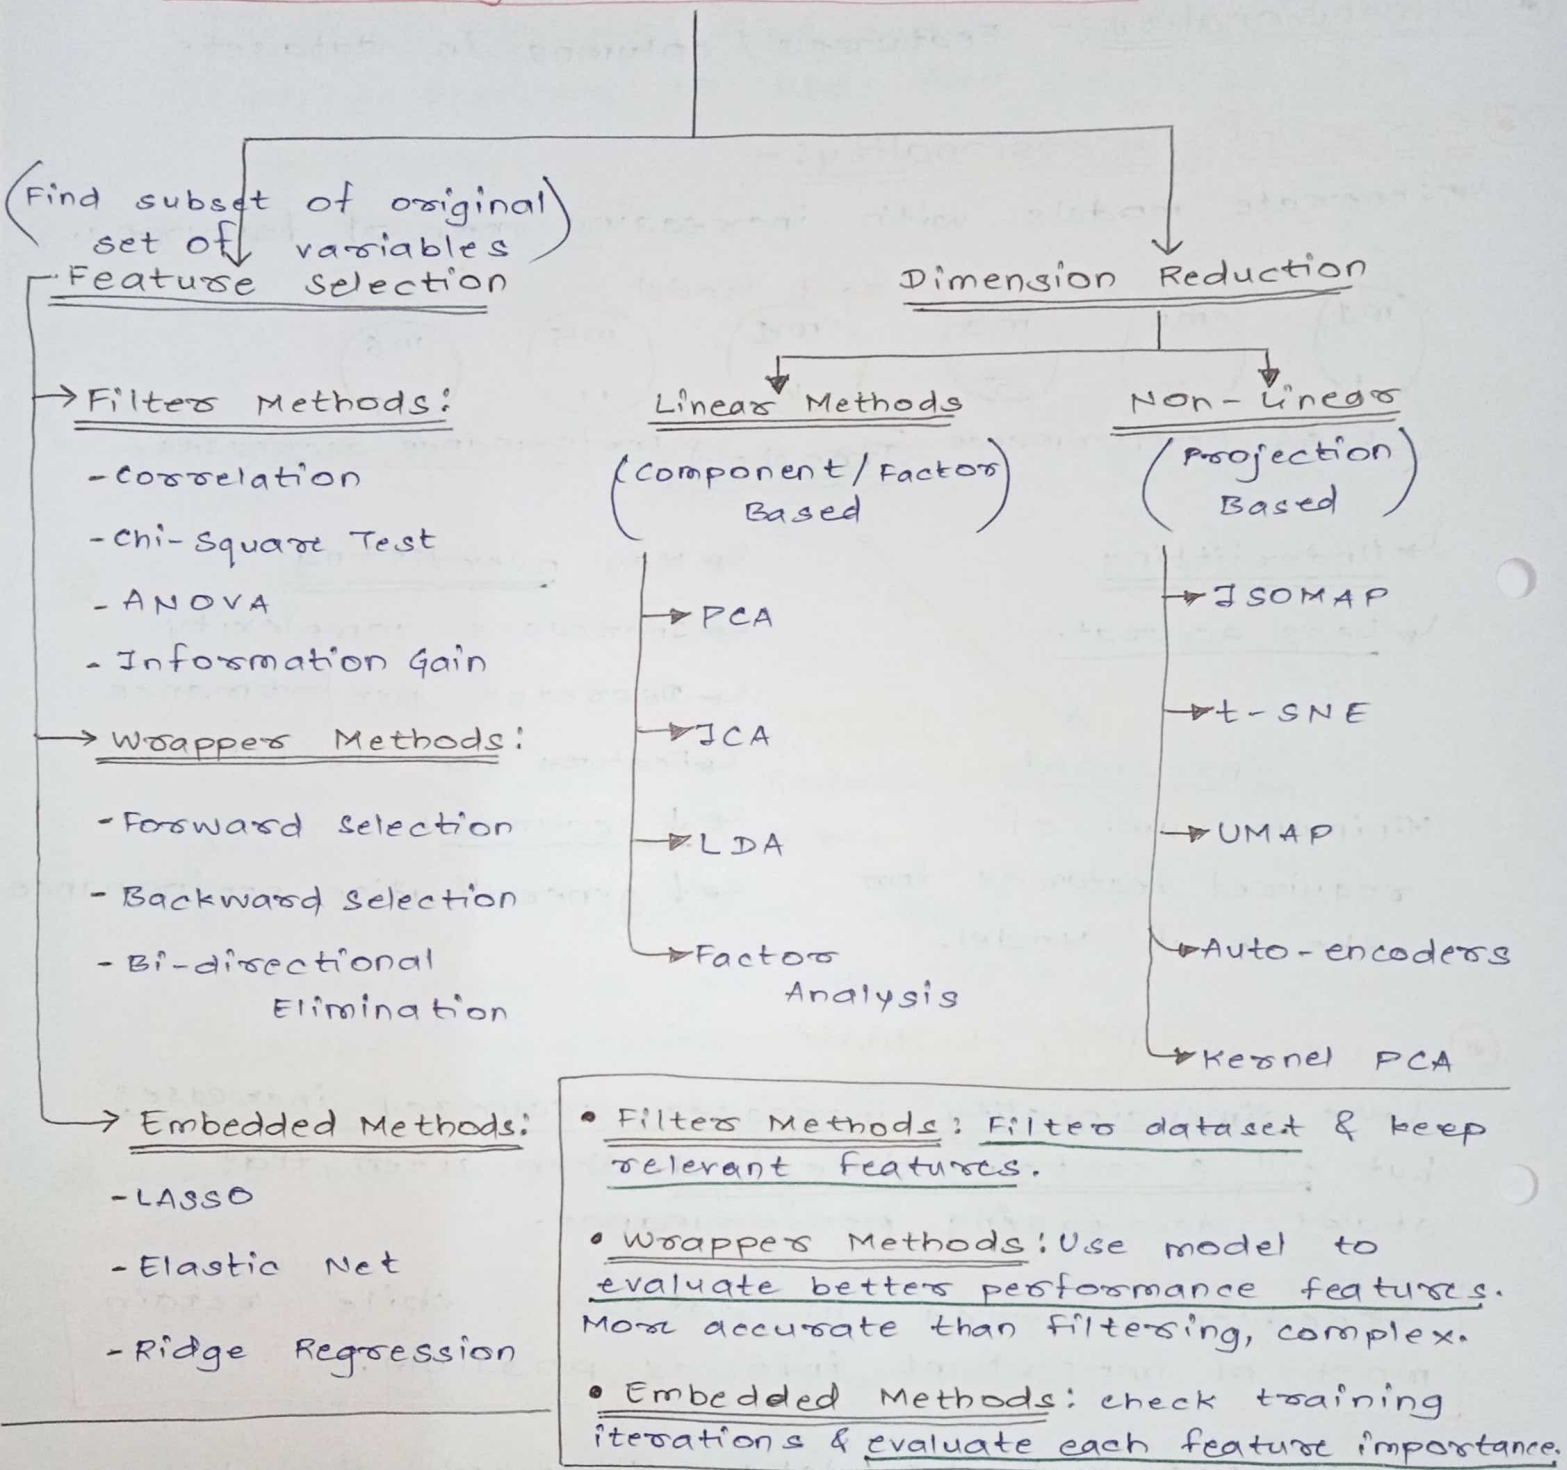 (Find subset of original
set of variables)
Feature Selection
→ Filter Methods:
- Correlation
- Chi-Square Test
- ANOVA
- Information Gain
→ Wrapper Methods:
- Forward Selection
- Backward Selection
- Bi-directional
Elimination
→ Embedded Methods:
- LASSO
- Elastic Net
- Ridge Regression
Dimension Reduction
Linear Methods
(Component/Factor
Based)
→ PCA
→ ICA
→ LDA
→ Factor
Analysis
Non-Linear
(Projection
Based)
→ ISOMAP
→ t-SNE
→ UMAP
→ Auto-encoders
→ Kernel PCA
• Filter Methods: Filter dataset & keep
relevant features.
• Wrapper Methods: Use model to
evaluate better performance features.
More accurate than filtering, complex.
• Embedded Methods: check training
iterations & evaluate each feature importance.